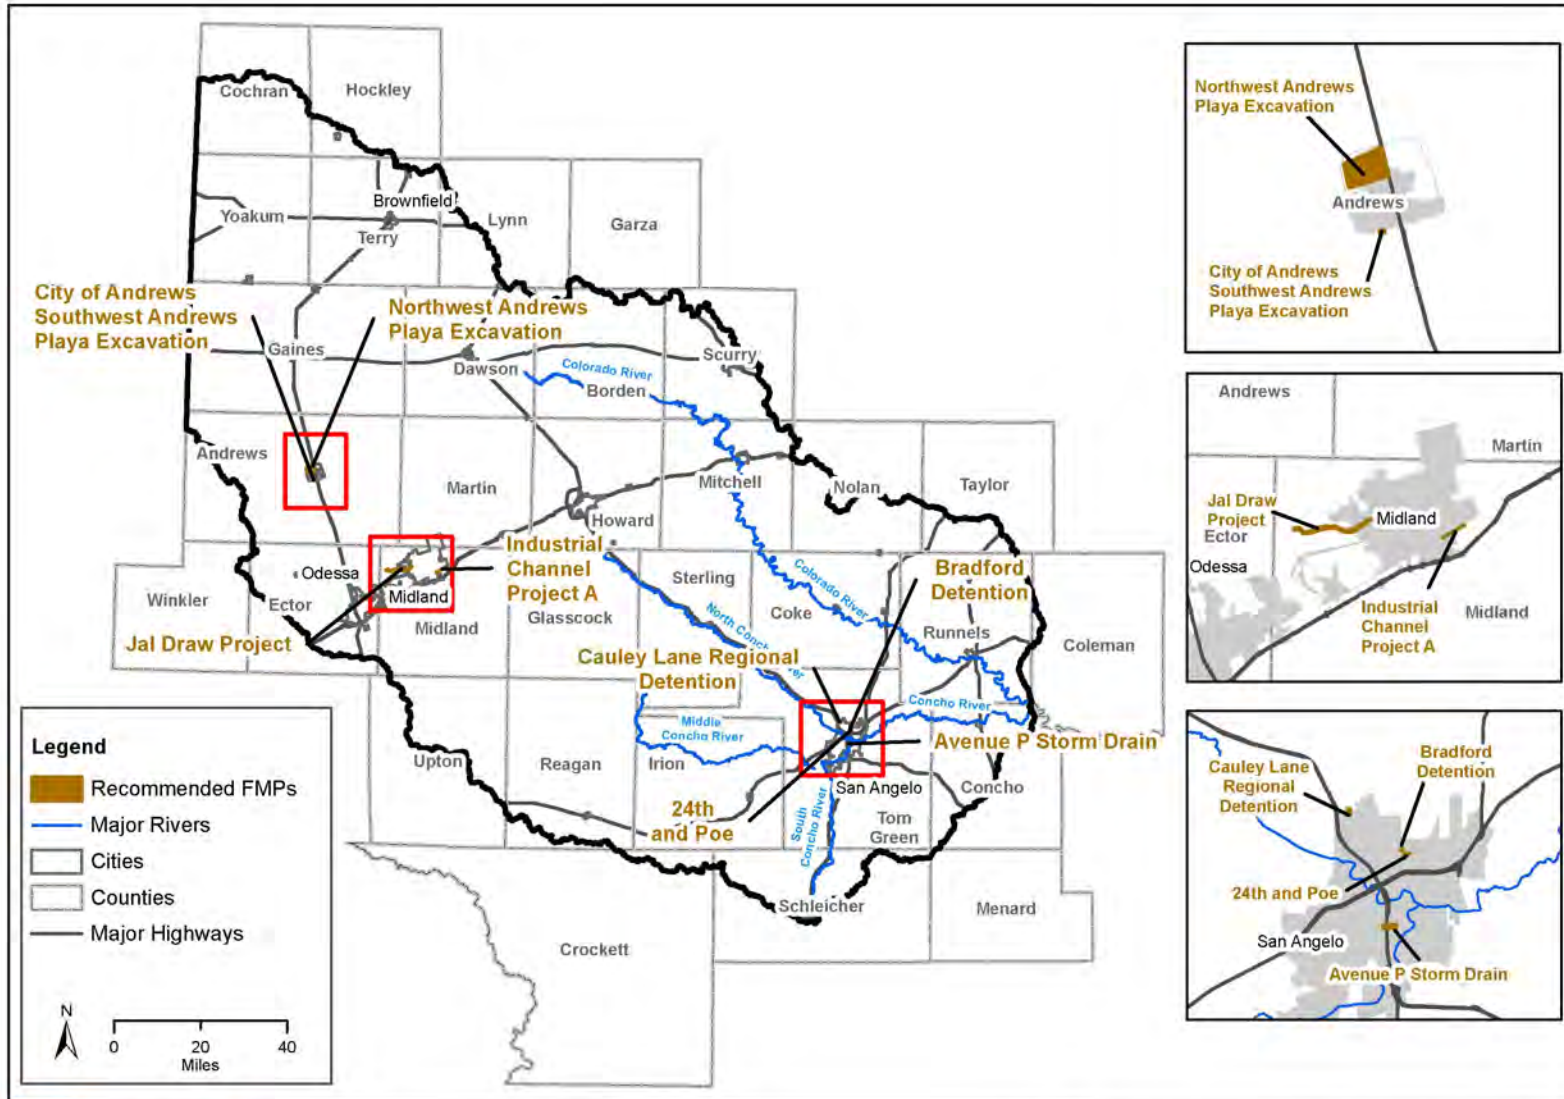 Cochran
Hockley
Brownfield
Yoakum
Terry
Lynn
Garza
City of Andrews
Southwest Andrews
Playa Excavation
Northwest Andrews
Playa Excavation
Gaines
Dawson
Colorado River
Borden
Scurry
Andrews
Martin
Mitchell
Nolan
Taylor
Howard
Odessa
Industrial
Channel
Project A
Winkler
Ector
Midland
Midland
Glasscock
Sterling
Coke
Colorado River
Bradford
Detention
Runnels
Coleman
Jal Draw Project
North Concho River
Cauley Lane Regional
Detention
Concho River
Middle
Concho River
Avenue P Storm Drain
Upton
Reagan
Irion
San Angelo
Concho
24th
and Poe
South
Concho River
Tom
Green
Schleicher
Menard
Crockett
Legend
Recommended FMPs
Major Rivers
Cities
Counties
Major Highways
N
0
20
40
Miles
Northwest Andrews
Playa Excavation
Andrews
City of Andrews
Southwest Andrews
Playa Excavation
Andrews
Martin
Jal Draw
Project
Ector
Midland
Odessa
Industrial
Channel
Project A
Midland
Cauley Lane
Regional
Detention
Bradford
Detention
24th and Poe
San Angelo
Avenue P Storm Drain